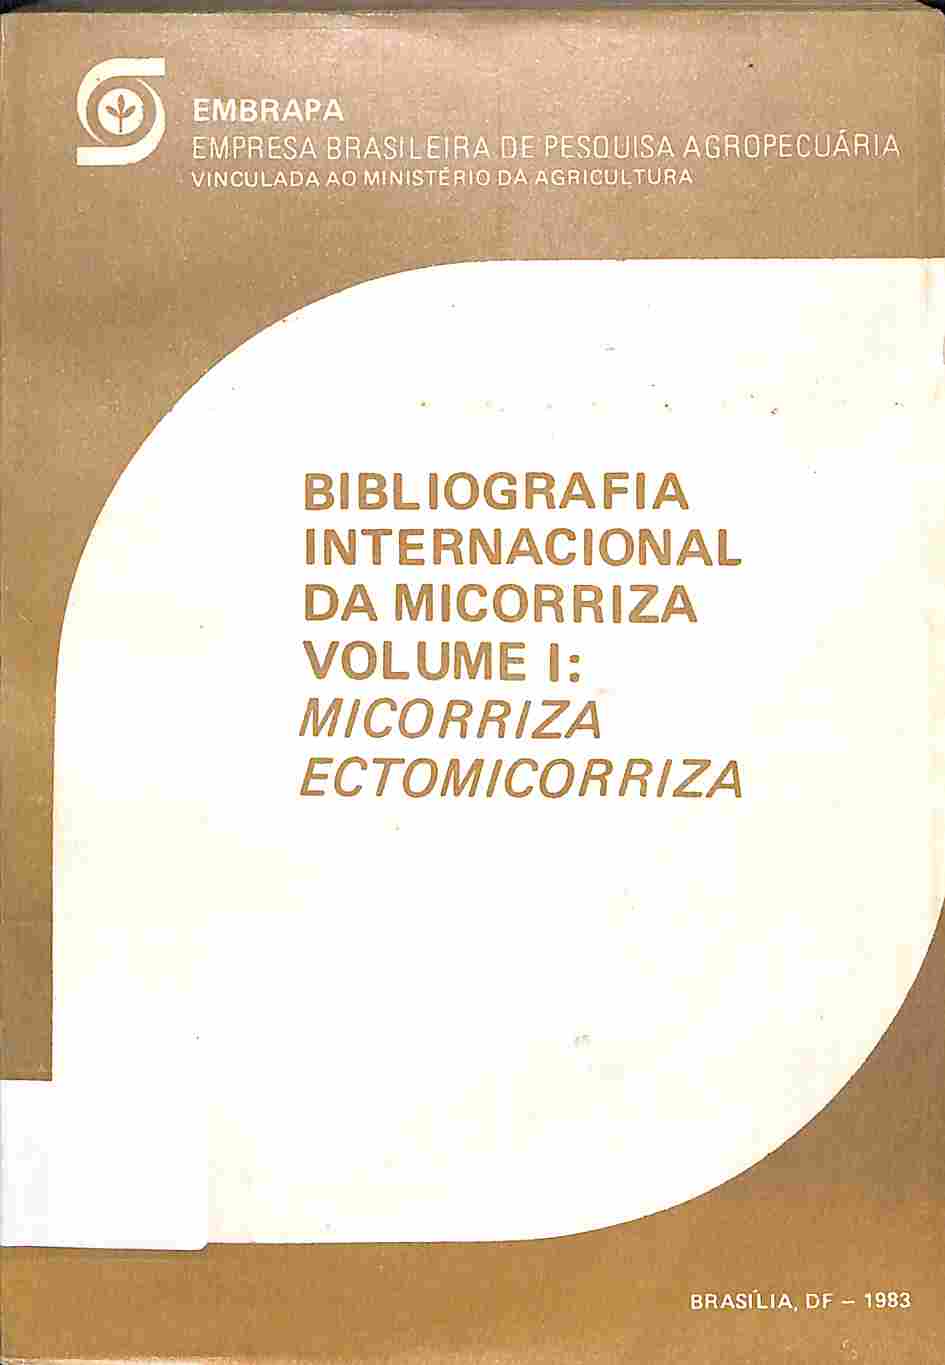 EMBRAPA
EMPRESA BRASILEIRA DE PESQUISA AGROPECUÁRIA
VINCULADA AO MINISTÉRIO DA AGRICULTURA
BIBLIOGRAFIA
INTERNACIONAL
DA MICORRIZA
VOLUME I:
MICORRIZA
ECTOMICORRIZA
BRASÍLIA, DF – 1983